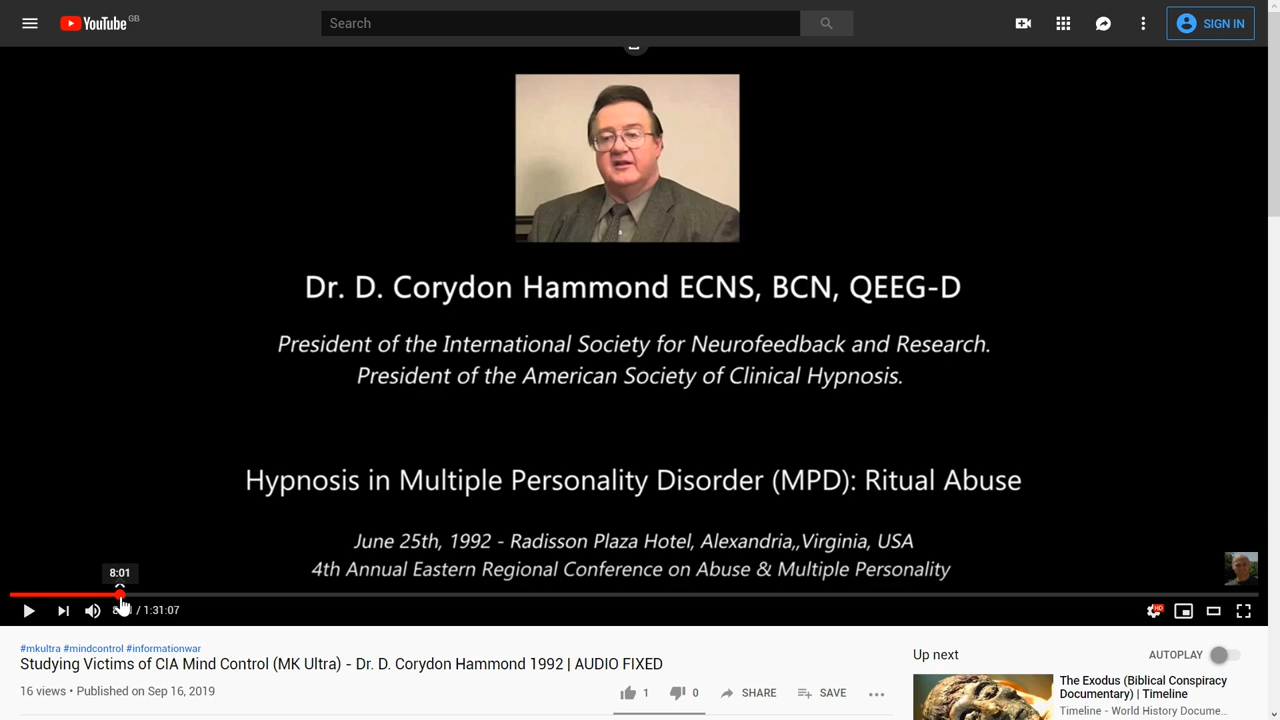 YouTube GB
Search
SIGN IN
Dr. D. Corydon Hammond ECNS, BCN, QEEG-D
President of the International Society for Neurofeedback and Research.
President of the American Society of Clinical Hypnosis.
Hypnosis in Multiple Personality Disorder (MPD): Ritual Abuse
June 25th, 1992 - Radisson Plaza Hotel, Alexandria,,Virginia, USA
4th Annual Eastern Regional Conference on Abuse & Multiple Personality
8:01
/ 1:31:07
HD
#mkultra #mindcontrol #informationwar
Studying Victims of CIA Mind Control (MK Ultra) - Dr. D. Corydon Hammond 1992 | AUDIO FIXED
16 views • Published on Sep 16, 2019
1
0
SHARE
SAVE
Up next
AUTOPLAY
The Exodus (Biblical Conspiracy
Documentary) | Timeline
Timeline - World History Docume...